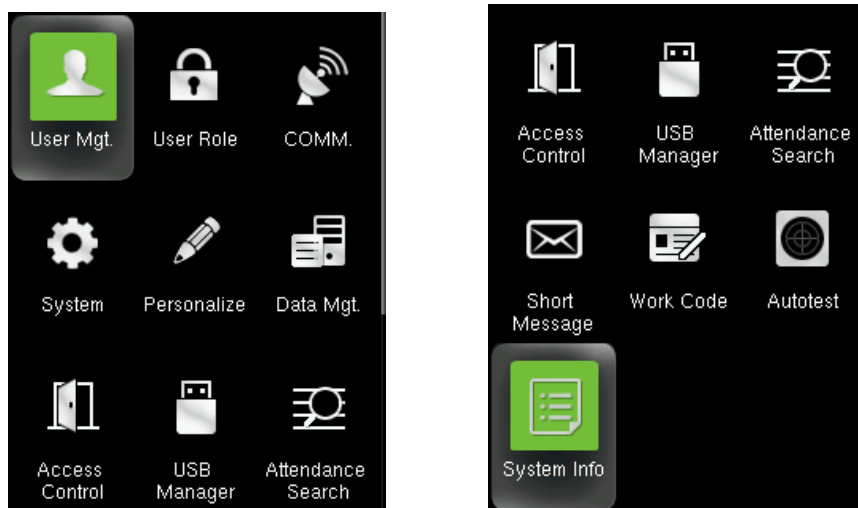 User Mgt.
User Role
COMM.
System
Personalize
Data Mgt.
Access
Control
USB
Manager
Attendance
Search
Access
Control
USB
Manager
Attendance
Search
Short
Message
Work Code
Autotest
System Info